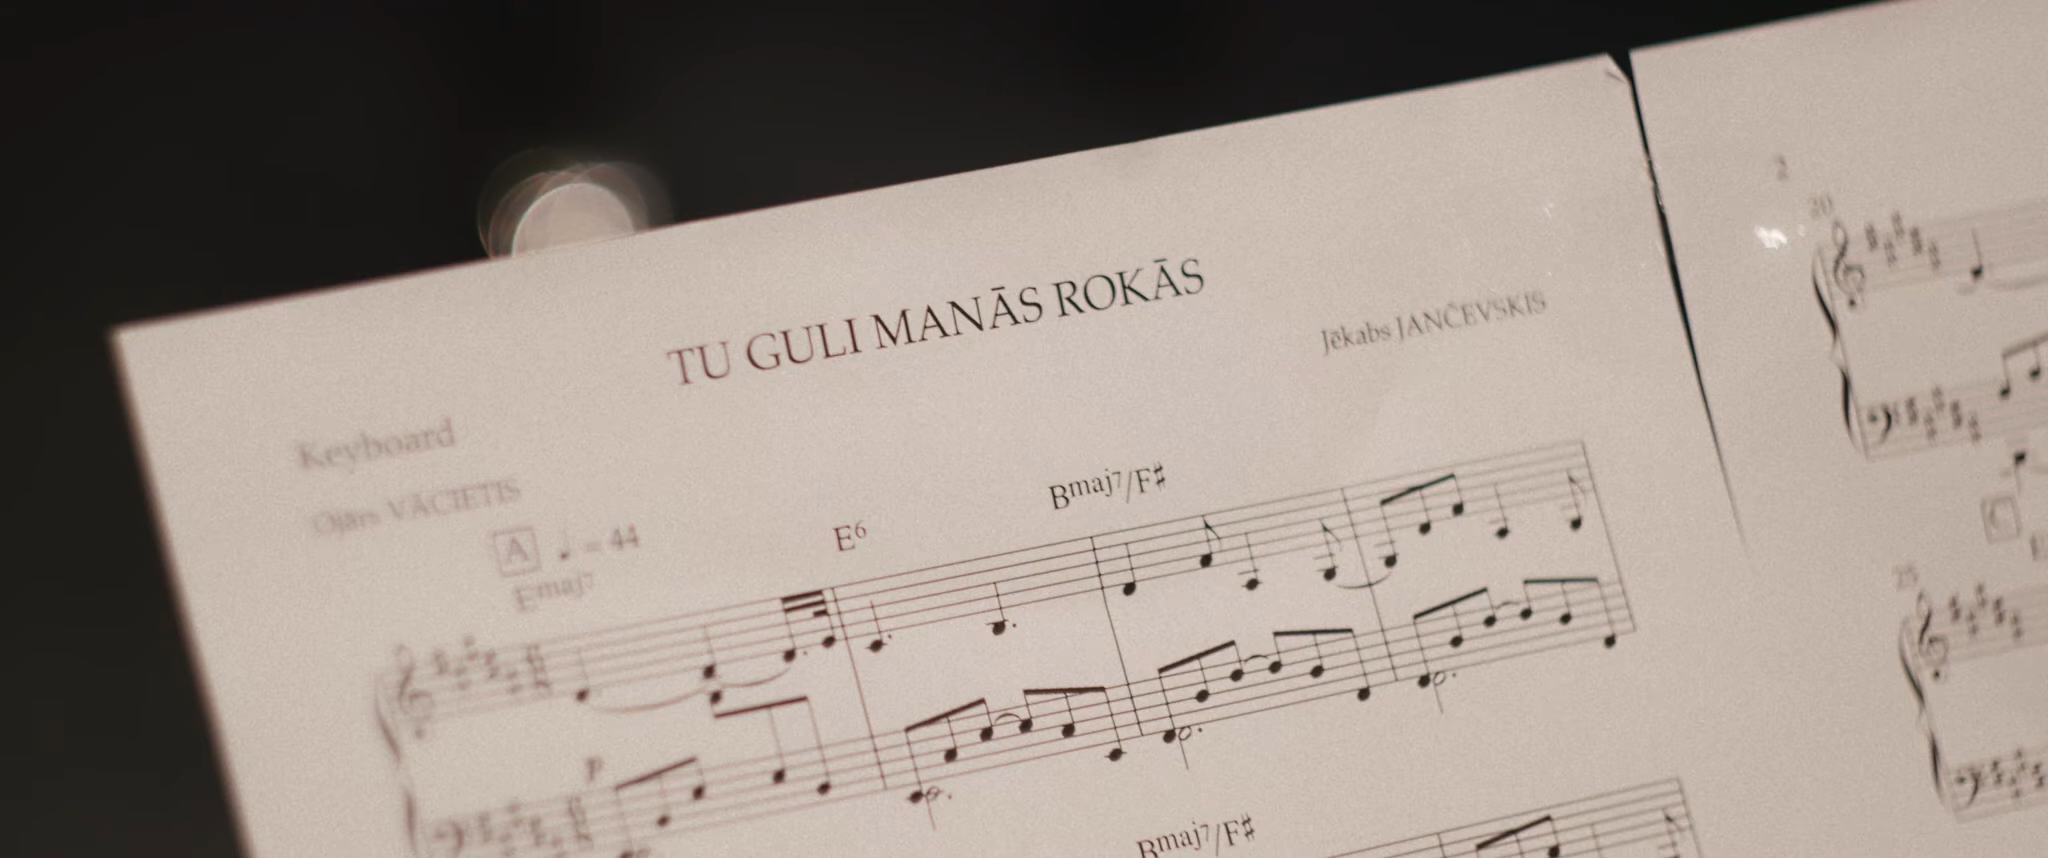 TU GULI MANĀS ROKĀS
Jēkabs JANČEVSKIS
Keyboard
Ojārs VĀCIETIS
A ♩ = 44
Emaj7
E6
Bmaj7/F♯
p
Bmaj7/F♯
2
20
C
25